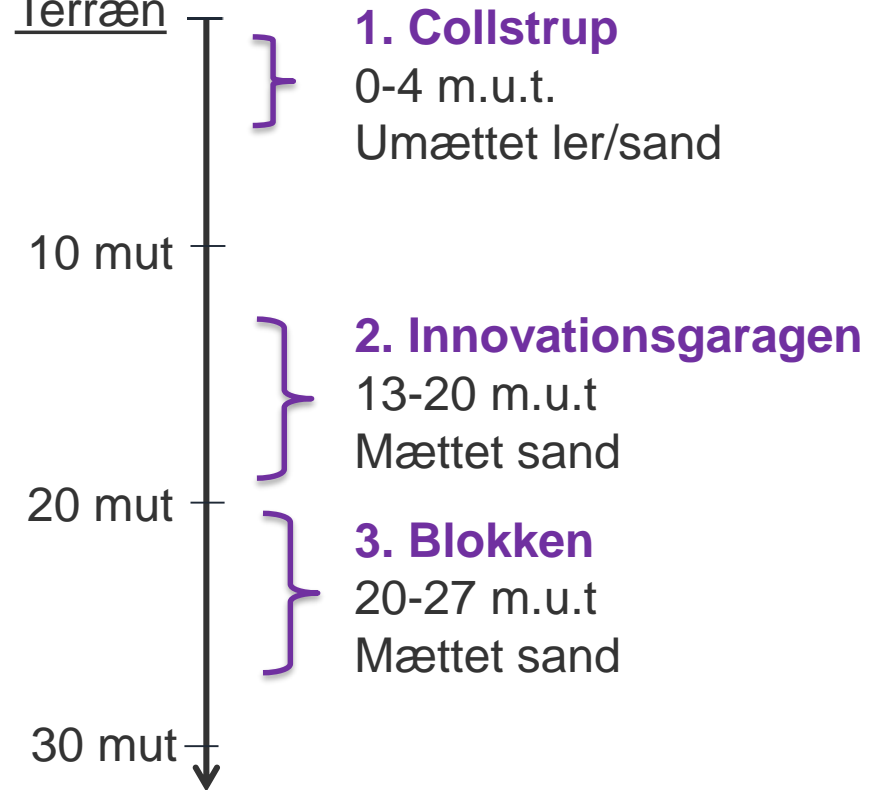 Terræn
1. Collstrup
0-4 m.u.t.
Umættet ler/sand
10 mut
2. Innovationsgaragen
13-20 m.u.t
Mættet sand
20 mut
3. Blokken
20-27 m.u.t
Mættet sand
30 mut